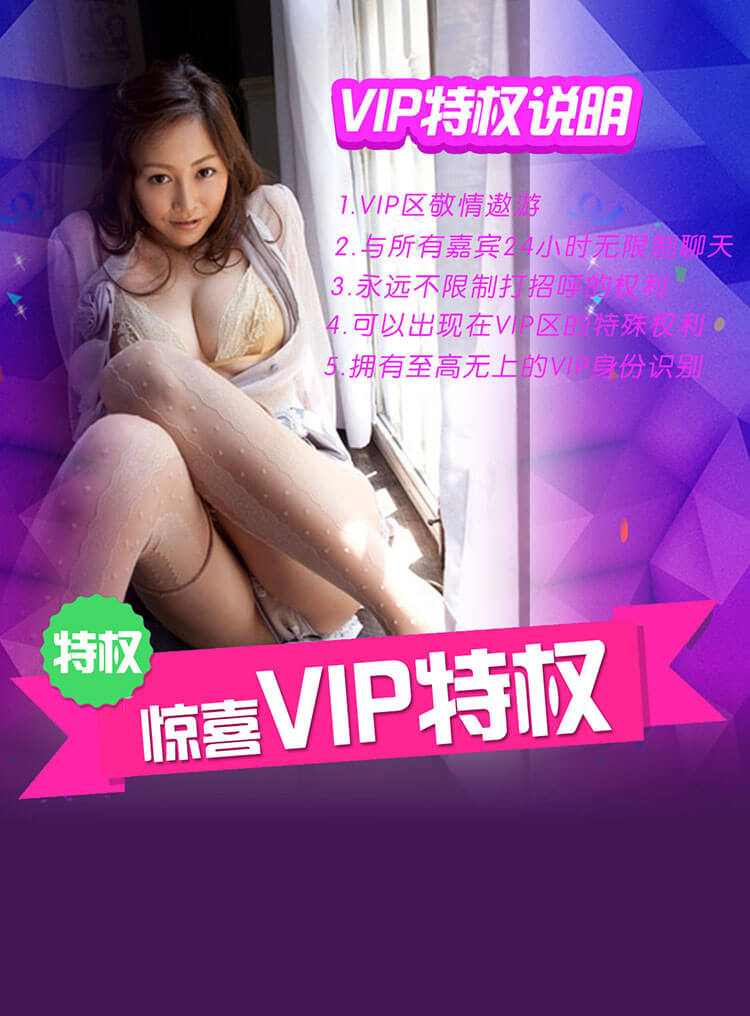 VIP特权说明
1.VIP区敬情遨游
2.与所有嘉宾24小时无限制聊天
3.永远不限制打招呼的权利
4.可以出现在VIP区的特殊权利
5.拥有至高无上的VIP身份识别
特权
惊喜VIP特权